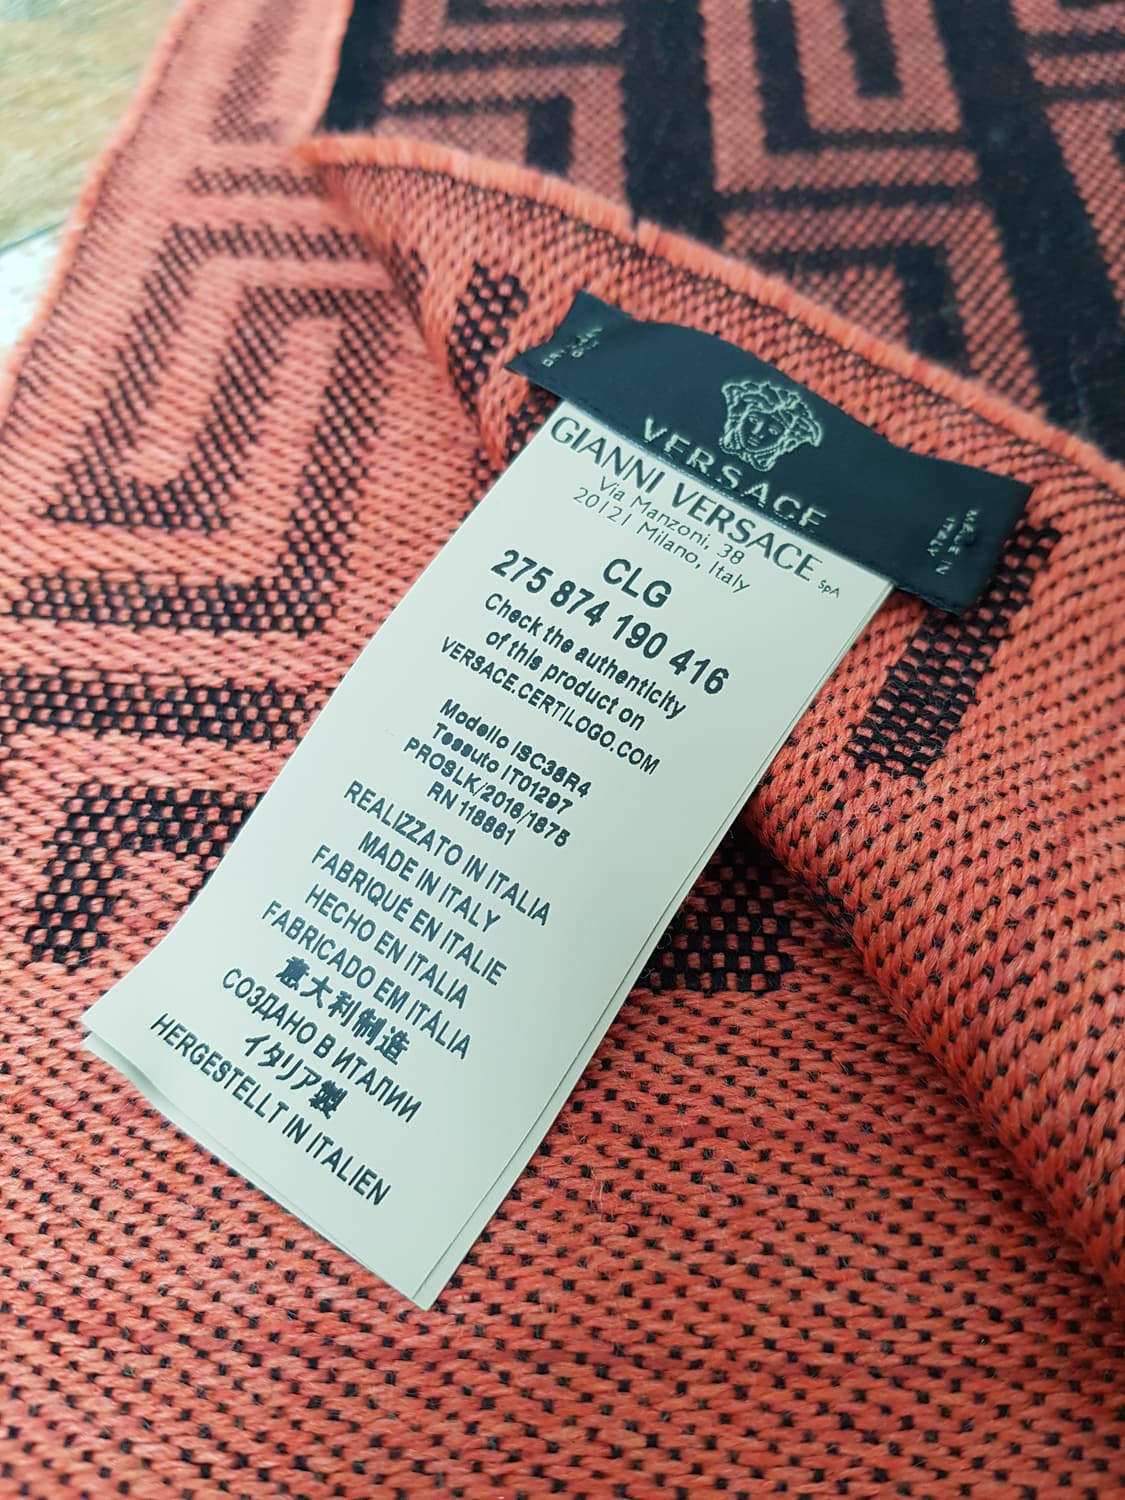 VERSACE
MADE IN
ITALY
GIANNI VERSACE SpA
Via Manzoni, 38
20121 Milano, Italy
CLG
275 874 190 416
Check the authenticity
of this product on
VERSACE.CERTILOGO.COM
Modello ISC38R4
Tessuto IT01297
PROSLK/2016/1875
RN 118861
REALIZZATO IN ITALIA
MADE IN ITALY
FABRIQUÉ EN ITALIE
HECHO EN ITALIA
FABRICADO EM ITÁLIA
意大利制造
СОЗДАНО В ИТАЛИИ
イタリア製
HERGESTELLT IN ITALIEN